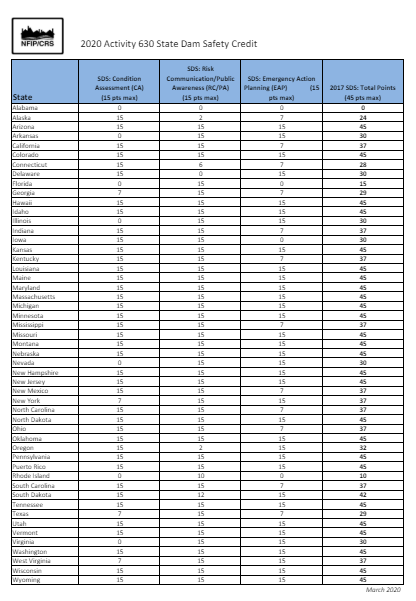 NFIP/CRS
2020 Activity 630 State Dam Safety Credit
State SDS: Condition Assessment (CA) (15 pts max) SDS: Risk Communication/Public Awareness (RC/PA) (15 pts max) SDS: Emergency Action Planning (EAP) (15 pts max) 2017 SDS: Total Points (45 pts max)
Alabama 0 0 0 0
Alaska 15 2 7 24
Arizona 15 15 15 45
Arkansas 0 15 15 30
California 15 15 7 37
Colorado 15 15 15 45
Connecticut 15 6 7 28
Delaware 15 15 0 30
Florida 0 15 0 15
Georgia 7 15 7 29
Hawaii 15 15 15 45
Idaho 15 15 15 45
Illinois 0 15 15 30
Indiana 15 15 7 37
Iowa 15 15 0 30
Kansas 15 15 15 45
Kentucky 15 15 7 37
Louisiana 15 15 15 45
Maine 15 15 15 45
Maryland 15 15 15 45
Massachusetts 15 15 15 45
Michigan 15 15 15 45
Minnesota 15 15 15 45
Mississippi 15 15 7 37
Missouri 15 15 15 45
Montana 15 15 15 45
Nebraska 15 15 15 45
Nevada 0 15 15 30
New Hampshire 15 15 15 45
New Jersey 15 15 15 45
New Mexico 15 15 7 37
New York 7 15 15 37
North Carolina 15 15 7 37
North Dakota 15 15 15 45
Ohio 15 15 7 37
Oklahoma 15 15 15 45
Oregon 15 2 15 32
Pennsylvania 15 15 15 45
Puerto Rico 15 15 15 45
Rhode Island 0 10 0 10
South Carolina 15 15 7 37
South Dakota 15 12 15 42
Tennessee 15 15 15 45
Texas 7 15 7 29
Utah 15 15 15 45
Vermont 15 15 15 45
Virginia 0 15 15 30
Washington 15 15 15 45
West Virginia 7 15 15 37
Wisconsin 15 15 15 45
Wyoming 15 15 15 45
March 2020